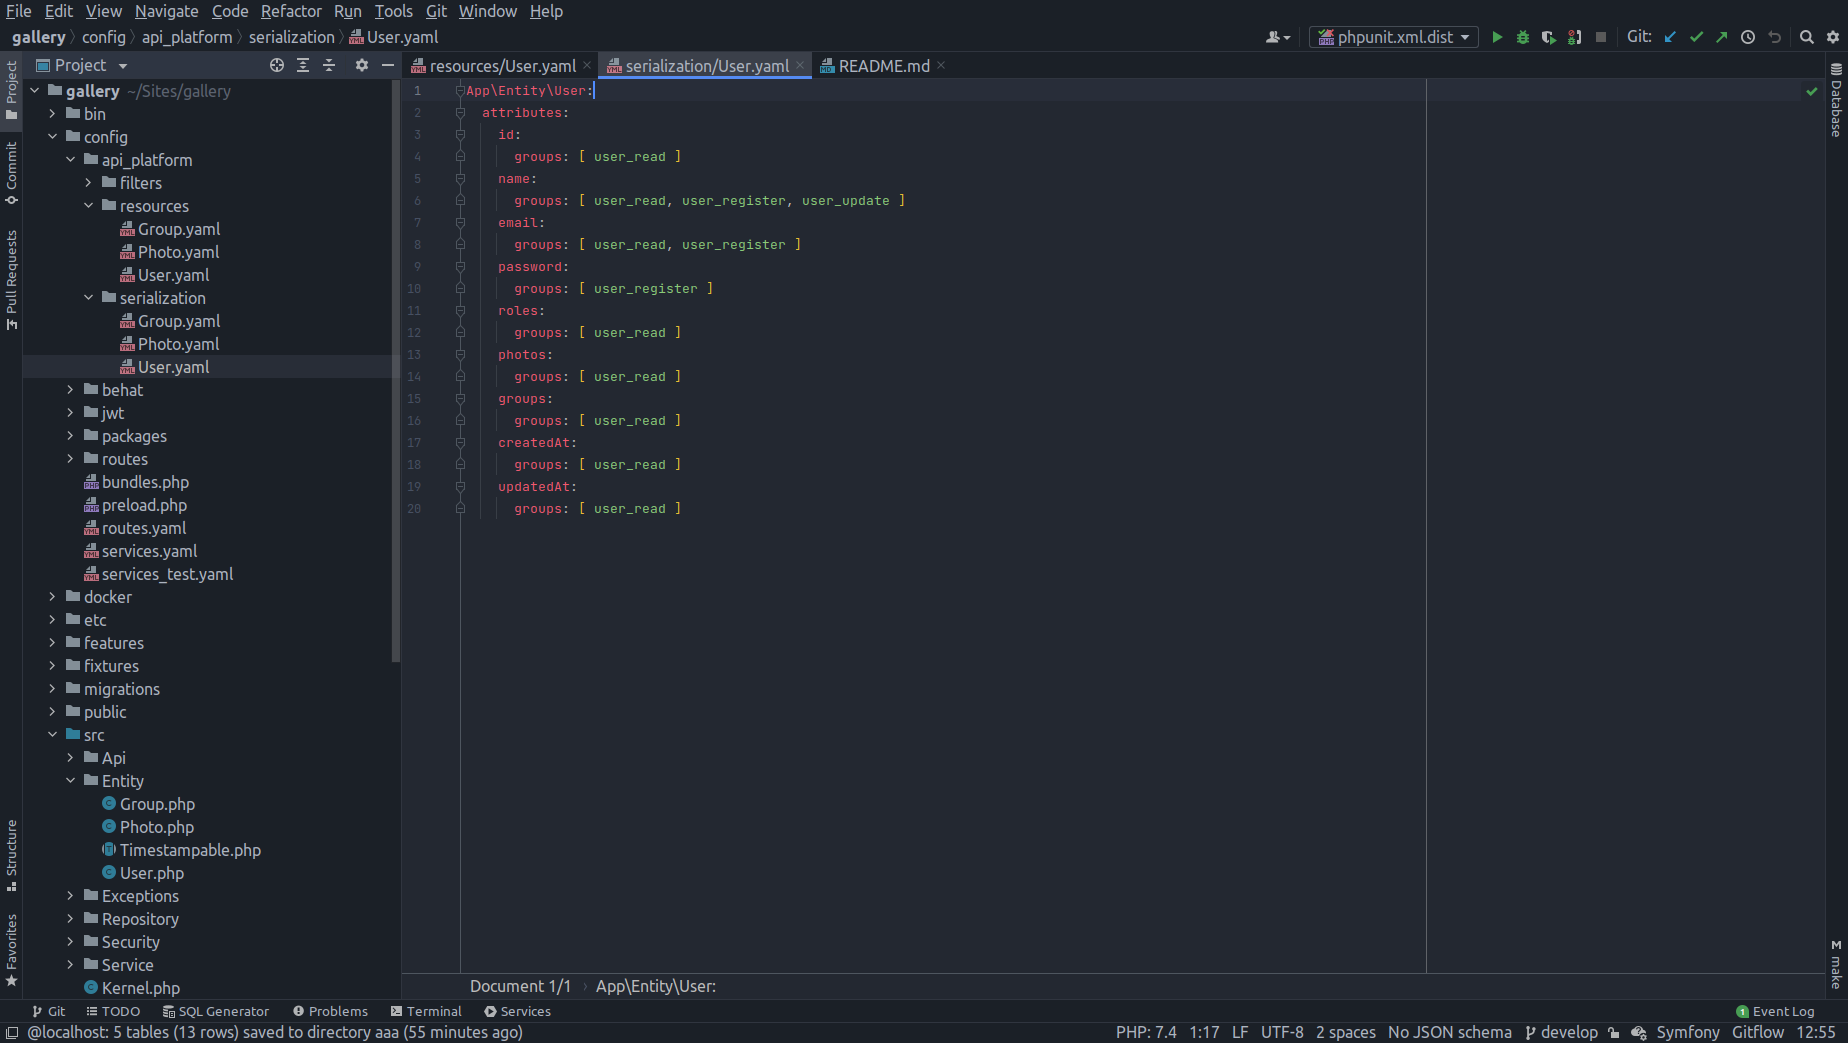 File Edit View Navigate Code Refactor Run Tools Git Window Help
gallery config api_platform serialization User.yaml
phpunit.xml.dist Git:
Project
resources/User.yaml serialization/User.yaml README.md
Project
Commit
Pull Requests
Structure
Favorites
gallery ~/Sites/gallery
bin
config
api_platform
filters
resources
Group.yaml
Photo.yaml
User.yaml
serialization
Group.yaml
Photo.yaml
User.yaml
behat
jwt
packages
routes
bundles.php
preload.php
routes.yaml
services.yaml
services_test.yaml
docker
etc
features
fixtures
migrations
public
src
Api
Entity
Group.php
Photo.php
Timestampable.php
User.php
Exceptions
Repository
Security
Service
Kernel.php
1 App\Entity\User:
2 attributes:
3 id:
4 groups: [ user_read ]
5 name:
6 groups: [ user_read, user_register, user_update ]
7 email:
8 groups: [ user_read, user_register ]
9 password:
10 groups: [ user_register ]
11 roles:
12 groups: [ user_read ]
13 photos:
14 groups: [ user_read ]
15 groups:
16 groups: [ user_read ]
17 createdAt:
18 groups: [ user_read ]
19 updatedAt:
20 groups: [ user_read ]
Database
make
Document 1/1 App\Entity\User:
Git TODO SQL Generator Problems Terminal Services 1 Event Log
@localhost: 5 tables (13 rows) saved to directory aaa (55 minutes ago) PHP: 7.4 1:17 LF UTF-8 2 spaces No JSON schema develop Symfony Gitflow 12:55